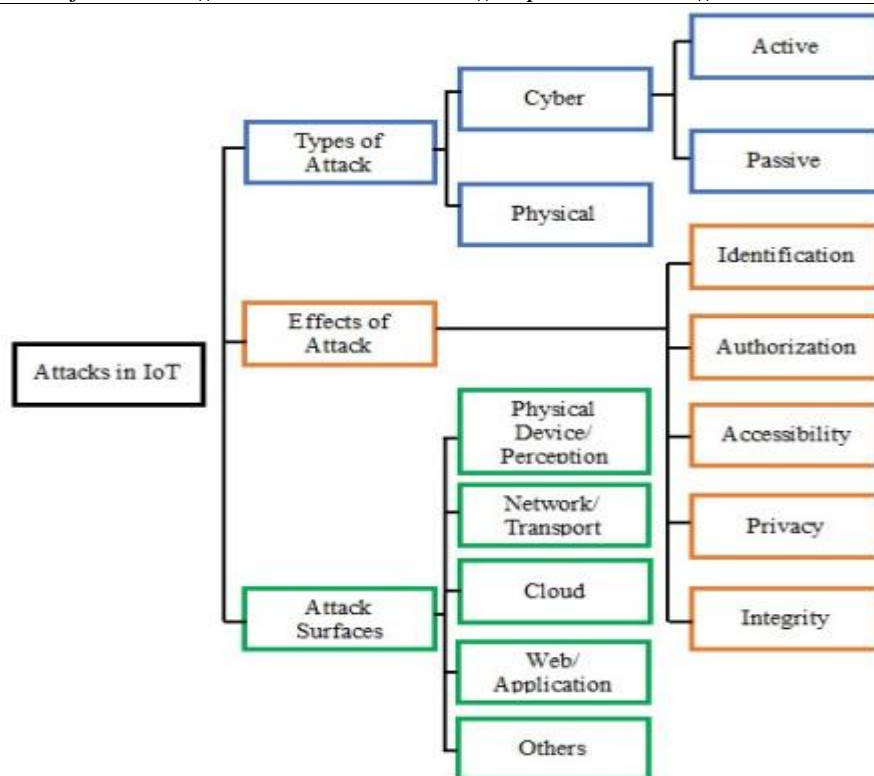 Active
Cyber
Types of
Attack
Passive
Physical
Identification
Effects of
Attack
Authorization
Attacks in IoT
Physical
Device/
Perception
Accessibility
Network/
Transport
Privacy
Cloud
Attack
Surfaces
Integrity
Web/
Application
Others